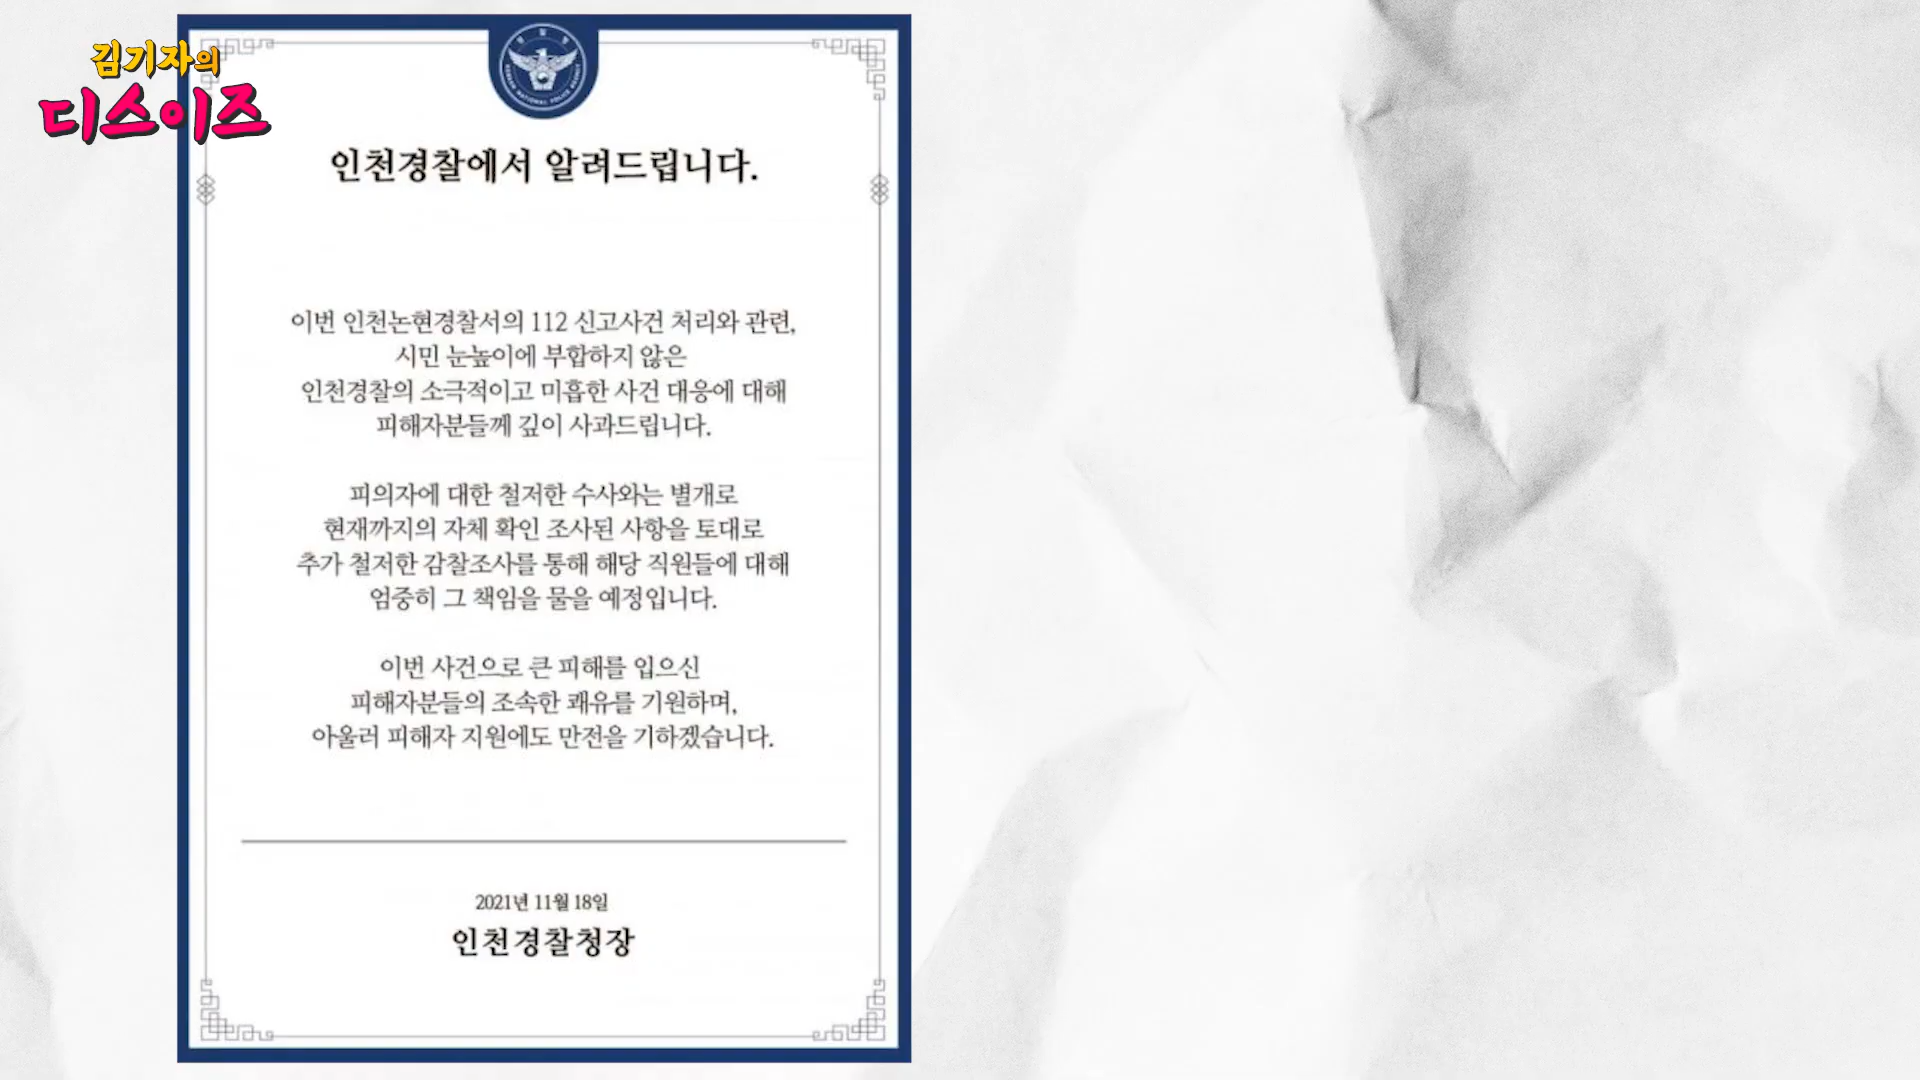 김기자의
디스이즈
인천경찰에서 알려드립니다.
이번 인천논현경찰서의 112 신고사건 처리와 관련,
시민 눈높이에 부합하지 않은
인천경찰의 소극적이고 미흡한 사건 대응에 대해
피해자분들께 깊이 사과드립니다.
피의자에 대한 철저한 수사와는 별개로
현재까지의 자체 확인 조사된 사항을 토대로
추가 철저한 감찰조사를 통해 해당 직원들에 대해
엄중히 그 책임을 물을 예정입니다.
이번 사건으로 큰 피해를 입으신
피해자분들의 조속한 쾌유를 기원하며,
아울러 피해자 지원에도 만전을 기하겠습니다.
2021년 11월 18일
인천경찰청장